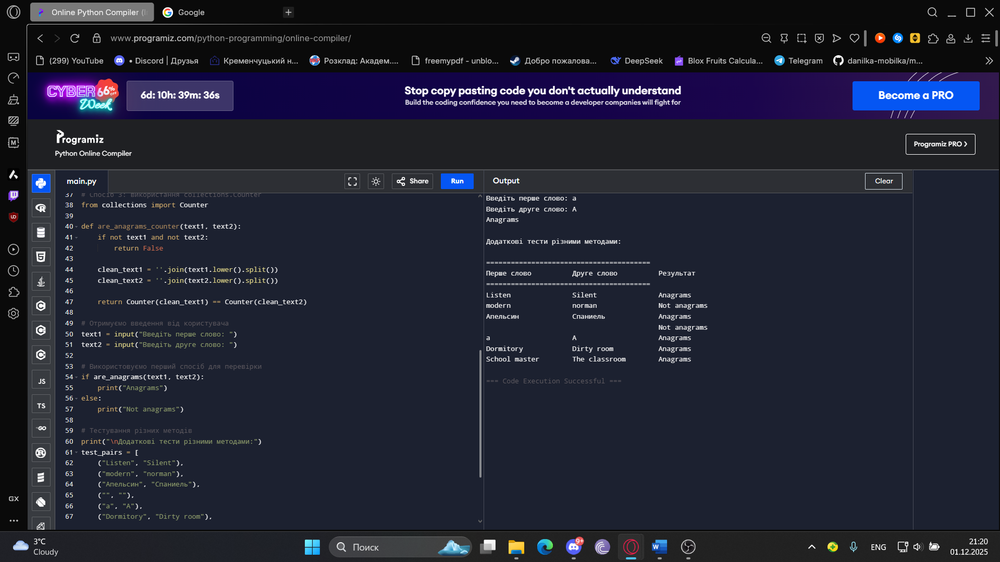 Online Python Compiler (I
Google
www.programiz.com/python-programming/online-compiler/
(299) YouTube
• Discord | Друзья
Кременчуцький н...
Розклад: Академ....
freemypdf - unblo...
Добро пожалова...
DeepSeek
Blox Fruits Calcula...
Telegram
danilka-mobilka/m...
CYBER 66% OFF
Week
6d: 10h: 39m: 36s
Stop copy pasting code you don't actually understand
Build the coding confidence you need to become a developer companies will fight for
Become a PRO
Programiz
Python Online Compiler
Programiz PRO
main.py
Share
Run
Output
Clear
37 # Спосіб 3: Використання collections.Counter
38 from collections import Counter
39
40 def are_anagrams_counter(text1, text2):
41 if not text1 and not text2:
42 return False
43
44 clean_text1 = ''.join(text1.lower().split())
45 clean_text2 = ''.join(text2.lower().split())
46
47 return Counter(clean_text1) == Counter(clean_text2)
48
49 # Отримуємо введення від користувача
50 text1 = input("Введіть перше слово: ")
51 text2 = input("Введіть друге слово: ")
52
53 # Використовуємо перший спосіб для перевірки
54 if are_anagrams(text1, text2):
55 print("Anagrams")
56 else:
57 print("Not anagrams")
58
59 # Тестування різних методів
60 print("\nДодаткові тести різними методами:")
61 test_pairs = [
62 ("Listen", "Silent"),
63 ("modern", "norman"),
64 ("Апельсин", "Спаниель"),
65 ("", ""),
66 ("a", "A"),
67 ("Dormitory", "Dirty room"),
Введіть перше слово: a
Введіть друге слово: A
Anagrams
Додаткові тести різними методами:
========================================
Перше слово Друге слово Результат
========================================
Listen Silent Anagrams
modern norman Not anagrams
Апельсин Спаниель Anagrams
Not anagrams
a A Anagrams
Dormitory Dirty room Anagrams
School master The classroom Anagrams
=== Code Execution Successful ===
JS
TS
GO
GX
M
3°C
Cloudy
Поиск
9+
ENG
21:20
01.12.2025